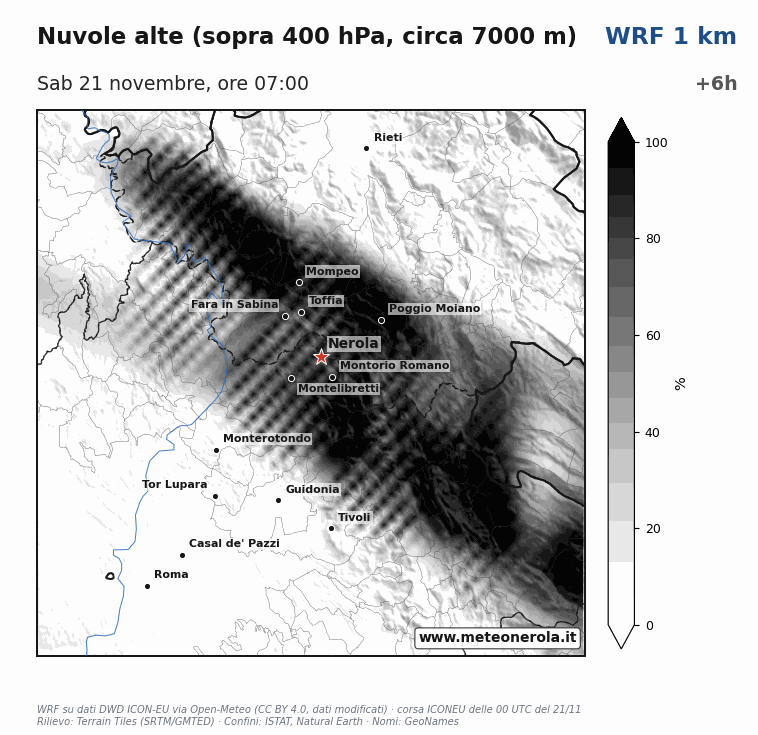 Nuvole alte (sopra 400 hPa, circa 7000 m) WRF 1 km
Sab 21 novembre, ore 07:00 +6h
Rieti
Mompeo
Toffia
Fara in Sabina
Poggio Moiano
Nerola
Montorio Romano
Montelibretti
Monterotondo
Tor Lupara
Guidonia
Tivoli
Casal de' Pazzi
Roma
www.meteonerola.it
100
80
60
40
20
0
%
WRF su dati DWD ICON-EU via Open-Meteo (CC BY 4.0, dati modificati) · corsa ICONEU delle 00 UTC del 21/11
Rilievo: Terrain Tiles (SRTM/GMTED) · Confini: ISTAT, Natural Earth · Nomi: GeoNames